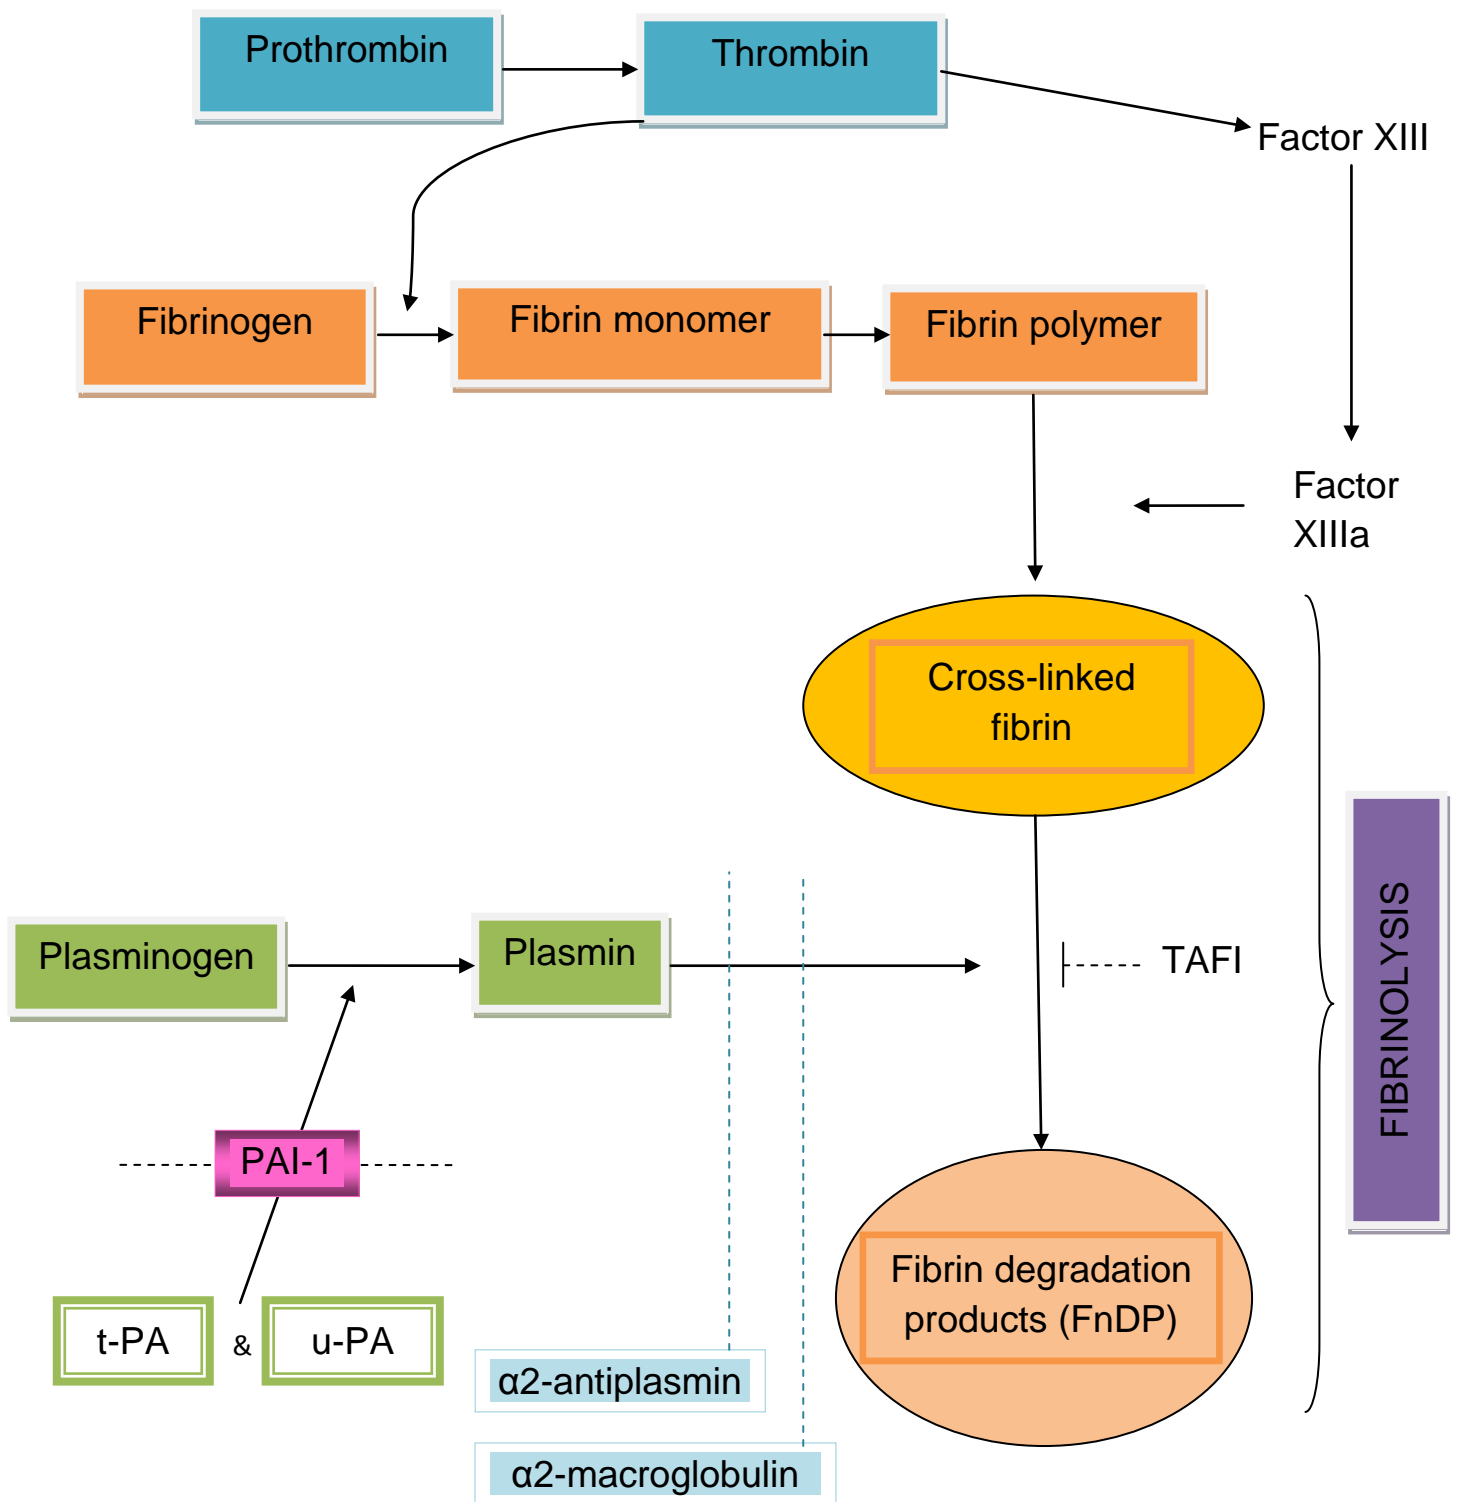 Prothrombin
Thrombin
Factor XIII
Fibrinogen
Fibrin monomer
Fibrin polymer
Factor
XIIIa
Cross-linked
fibrin
Plasminogen
Plasmin
TAFI
FIBRINOLYSIS
PAI-1
t-PA
&
u-PA
Fibrin degradation
products (FnDP)
α2-antiplasmin
α2-macroglobulin